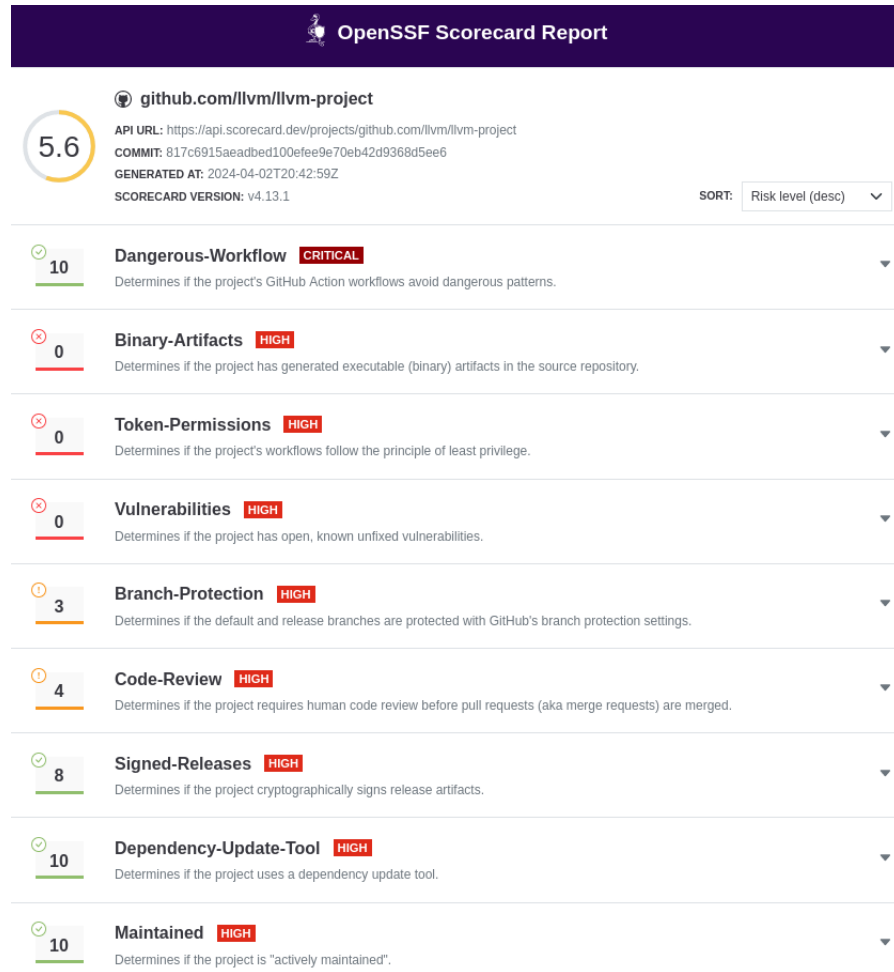 OpenSSF Scorecard Report
github.com/llvm/llvm-project
5.6
API URL: https://api.scorecard.dev/projects/github.com/llvm/llvm-project
COMMIT: 817c6915aeadbed100efee9e70eb42d9368d5ee6
GENERATED AT: 2024-04-02T20:42:59Z
SCORECARD VERSION: v4.13.1
SORT: Risk level (desc)
10
Dangerous-Workflow CRITICAL
Determines if the project's GitHub Action workflows avoid dangerous patterns.
0
Binary-Artifacts HIGH
Determines if the project has generated executable (binary) artifacts in the source repository.
0
Token-Permissions HIGH
Determines if the project's workflows follow the principle of least privilege.
0
Vulnerabilities HIGH
Determines if the project has open, known unfixed vulnerabilities.
3
Branch-Protection HIGH
Determines if the default and release branches are protected with GitHub's branch protection settings.
4
Code-Review HIGH
Determines if the project requires human code review before pull requests (aka merge requests) are merged.
8
Signed-Releases HIGH
Determines if the project cryptographically signs release artifacts.
10
Dependency-Update-Tool HIGH
Determines if the project uses a dependency update tool.
10
Maintained HIGH
Determines if the project is "actively maintained".